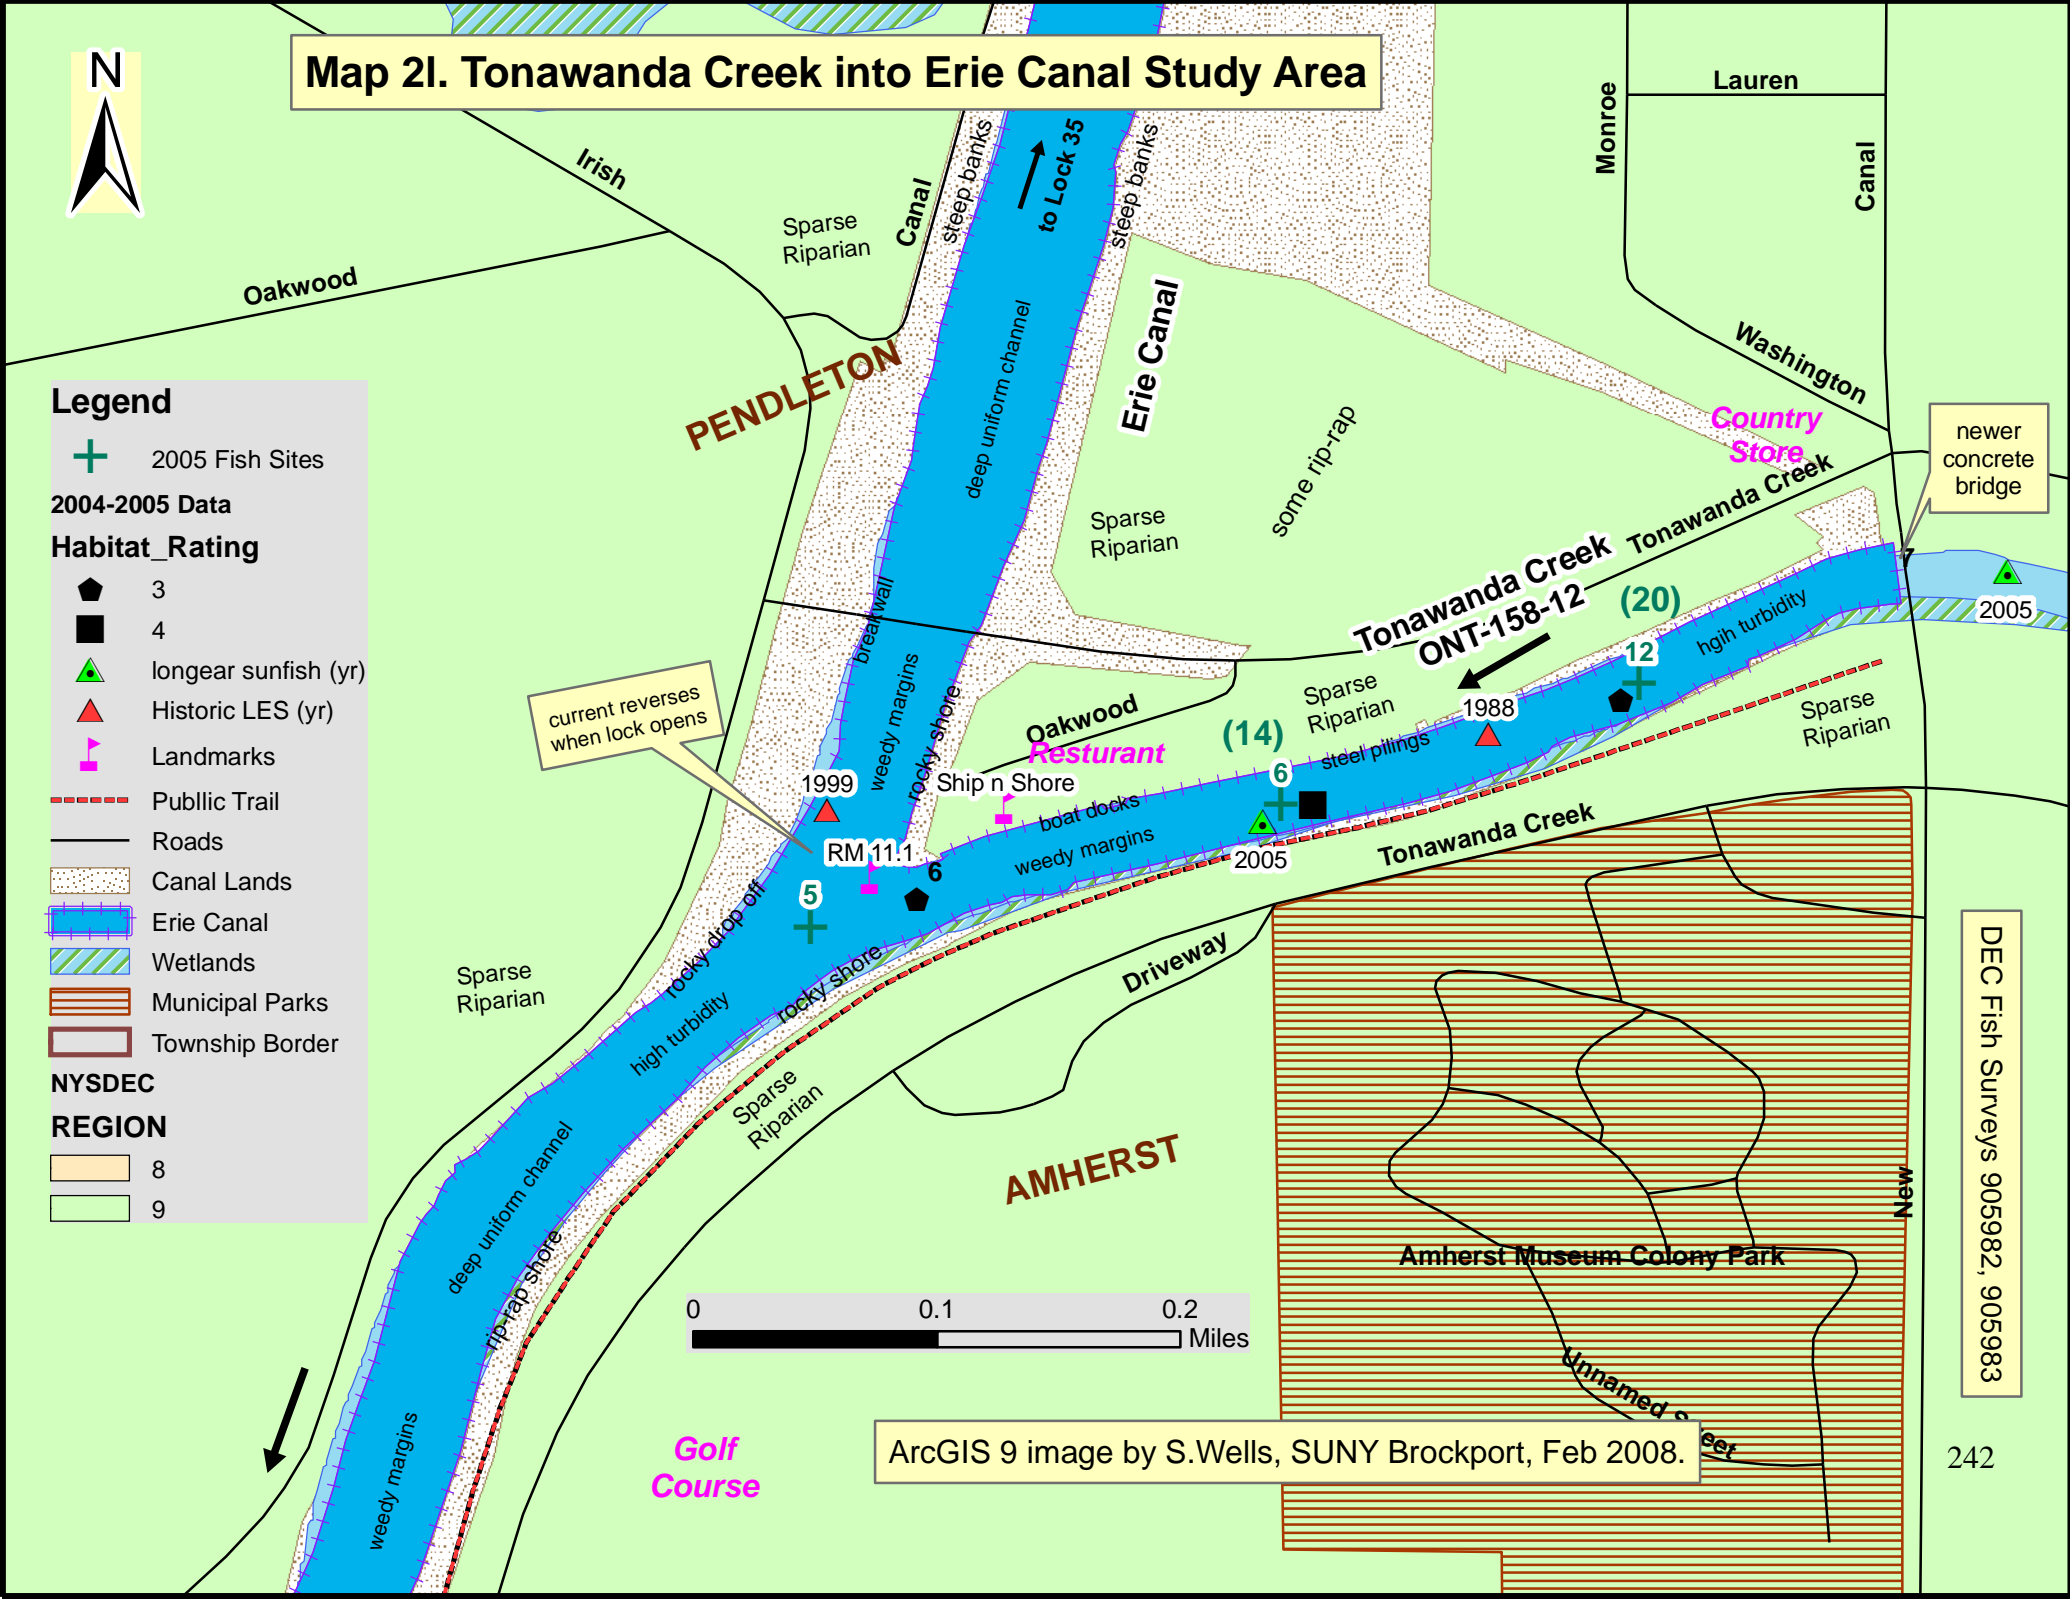 Map 2I. Tonawanda Creek into Erie Canal Study Area
N
Irish
Oakwood
Sparse
Riparian
Canal
steep banks
to Lock 35
steep banks
Monroe
Lauren
Canal
Washington
Erie Canal
deep uniform channel
PENDLETON
Country
Store
some rip-rap
Sparse
Riparian
Tonawanda Creek
newer
concrete
bridge
7
2005
Tonawanda Creek
ONT-158-12
(20)
12
hgih turbidity
Sparse
Riparian
Legend
2005 Fish Sites
2004-2005 Data
Habitat_Rating
3
4
longear sunfish (yr)
Historic LES (yr)
Landmarks
Publlic Trail
Roads
Canal Lands
Erie Canal
Wetlands
Municipal Parks
Township Border
NYSDEC
REGION
8
9
breakwall
weedy margins
rocky shore
current reverses
when lock opens
Oakwood
Resturant
Ship n Shore
Sparse
Riparian
(14)
6
1988
steel pilings
1999
RM 11.1
6
5
boat docks
weedy margins
2005
Tonawanda Creek
rocky drop off
rocky shore
high turbidity
Sparse
Riparian
Sparse
Riparian
Driveway
deep uniform channel
rip-rap shore
weedy margins
AMHERST
Amherst Museum Colony Park
New
Unnamed Street
DEC Fish Surveys 905982, 905983
0 0.1 0.2
Miles
Golf
Course
ArcGIS 9 image by S.Wells, SUNY Brockport, Feb 2008.
242